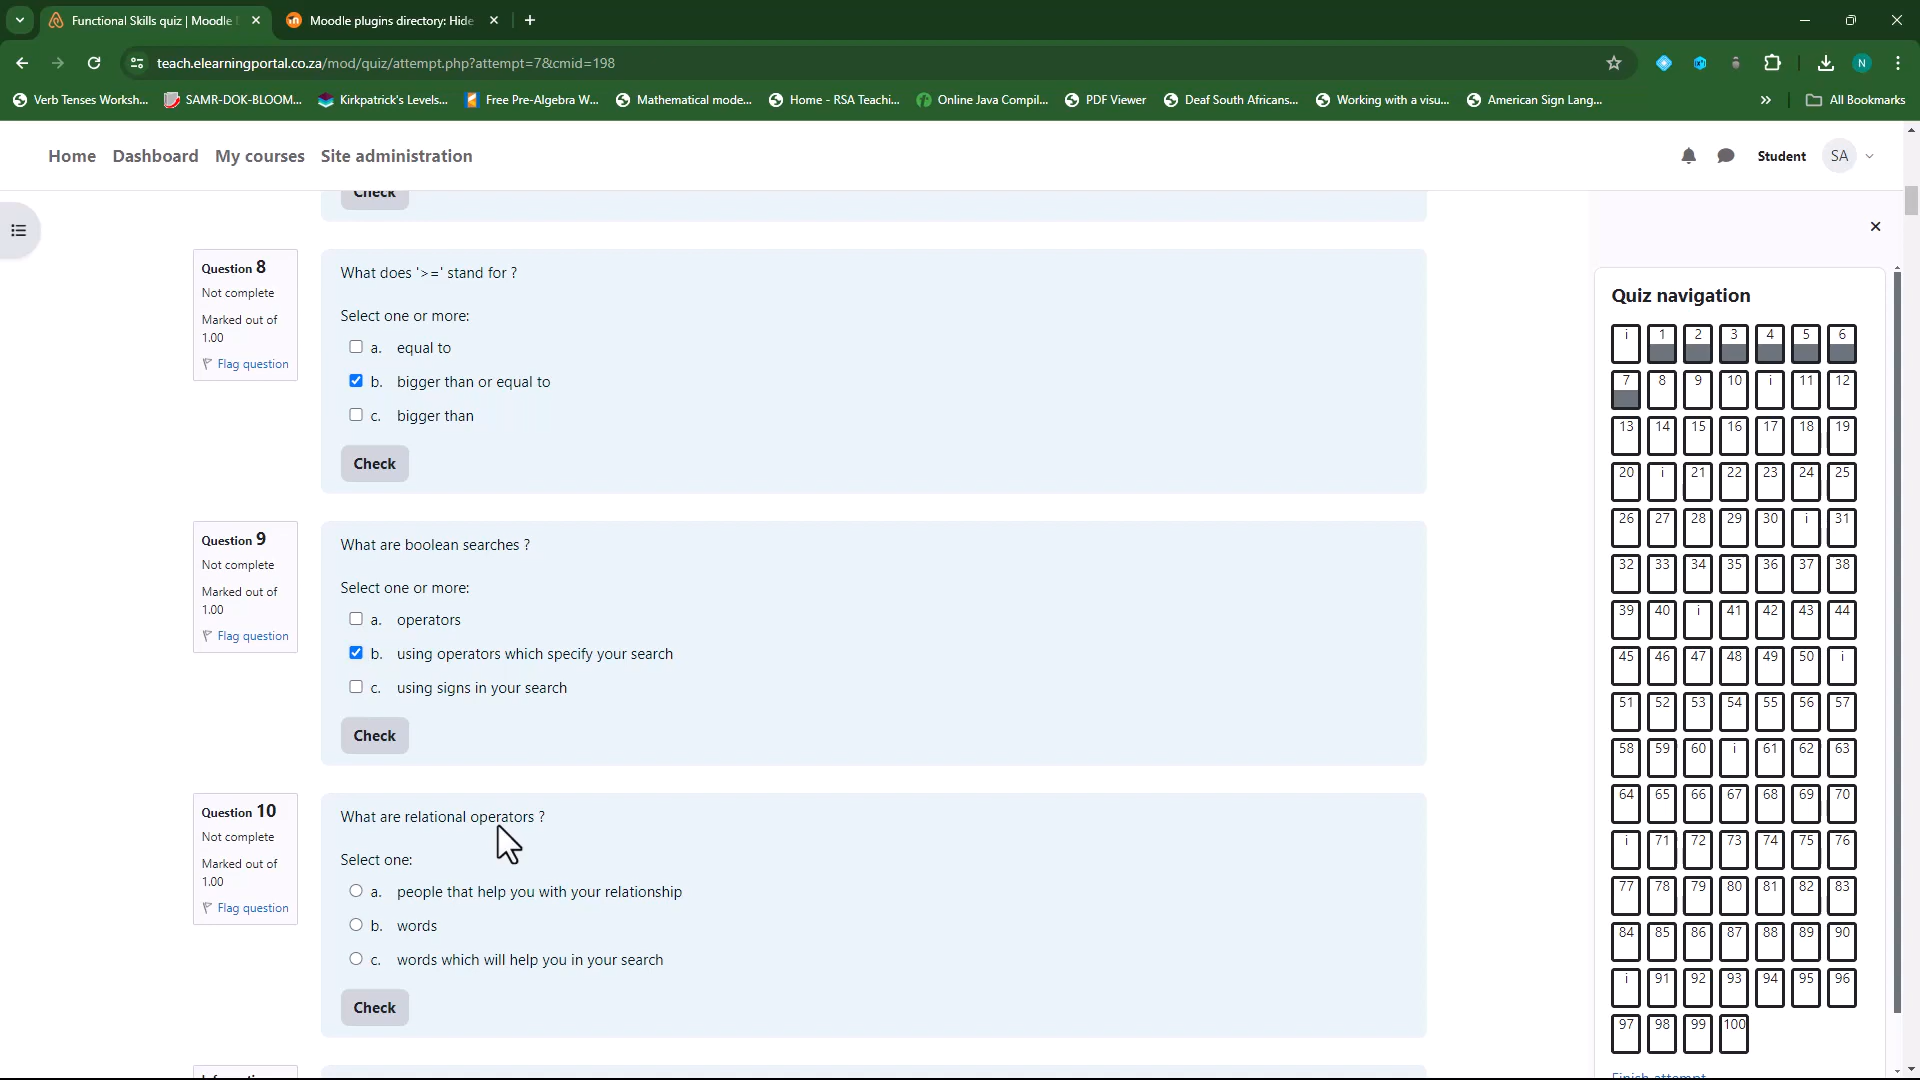 Functional Skills quiz | Moodle
Moodle plugins directory: Hide
teach.elearningportal.co.za/mod/quiz/attempt.php?attempt=7&cmid=198
N
Verb Tenses Worksh...
SAMR-DOK-BLOOM...
Kirkpatrick's Levels...
Free Pre-Algebra W...
Mathematical mode...
Home - RSA Teachi...
Online Java Compil...
PDF Viewer
Deaf South Africans...
Working with a visu...
American Sign Lang...
All Bookmarks
Home
Dashboard
My courses
Site administration
Student
SA
Check
Question 8
Not complete
Marked out of
1.00
Flag question
What does '>=' stand for ?
Select one or more:
a. equal to
b. bigger than or equal to
c. bigger than
Check
Question 9
Not complete
Marked out of
1.00
Flag question
What are boolean searches ?
Select one or more:
a. operators
b. using operators which specify your search
c. using signs in your search
Check
Question 10
Not complete
Marked out of
1.00
Flag question
What are relational operators ?
Select one:
a. people that help you with your relationship
b. words
c. words which will help you in your search
Check
Quiz navigation
i 1 2 3 4 5 6
7 8 9 10 i 11 12
13 14 15 16 17 18 19
20 i 21 22 23 24 25
26 27 28 29 30 i 31
32 33 34 35 36 37 38
39 40 i 41 42 43 44
45 46 47 48 49 50 i
51 52 53 54 55 56 57
58 59 60 i 61 62 63
64 65 66 67 68 69 70
i 71 72 73 74 75 76
77 78 79 80 81 82 83
84 85 86 87 88 89 90
i 91 92 93 94 95 96
97 98 99 100
Finish attempt